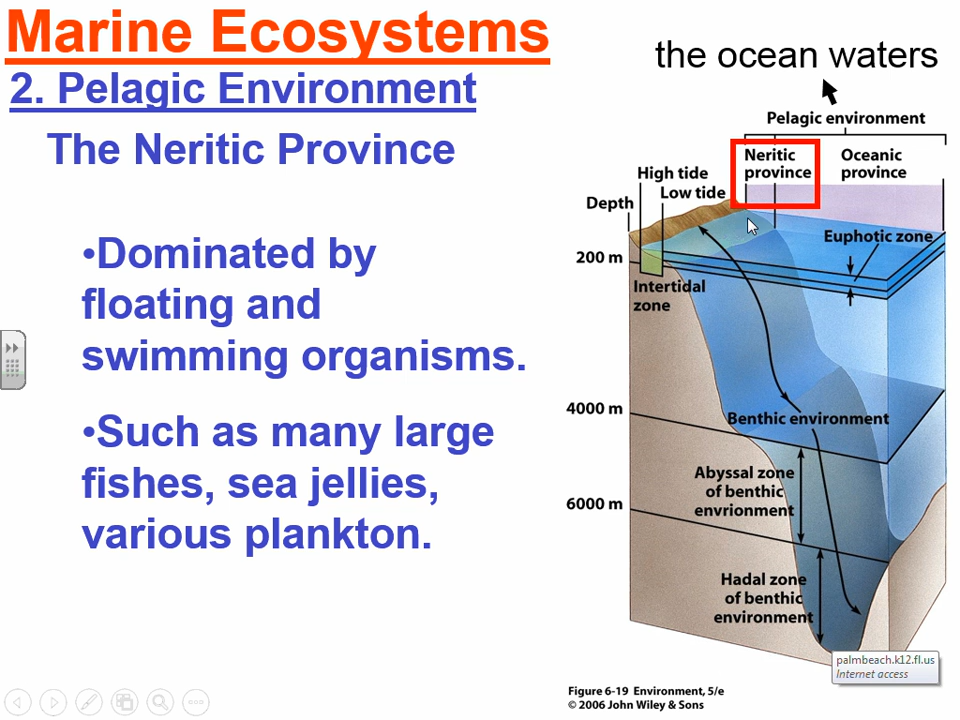 Marine Ecosystems
2. Pelagic Environment
The Neritic Province
•Dominated by
floating and
swimming organisms.
•Such as many large
fishes, sea jellies,
various plankton.
the ocean waters
Pelagic environment
Neritic
province
Oceanic
province
High tide
Low tide
Depth
Euphotic zone
200 m
Intertidal
zone
4000 m
Benthic environment
Abyssal zone
of benthic
envrionment
6000 m
Hadal zone
of benthic
environment
palmbeach.k12.fl.us
Internet access
Figure 6-19 Environment, 5/e
© 2006 John Wiley & Sons